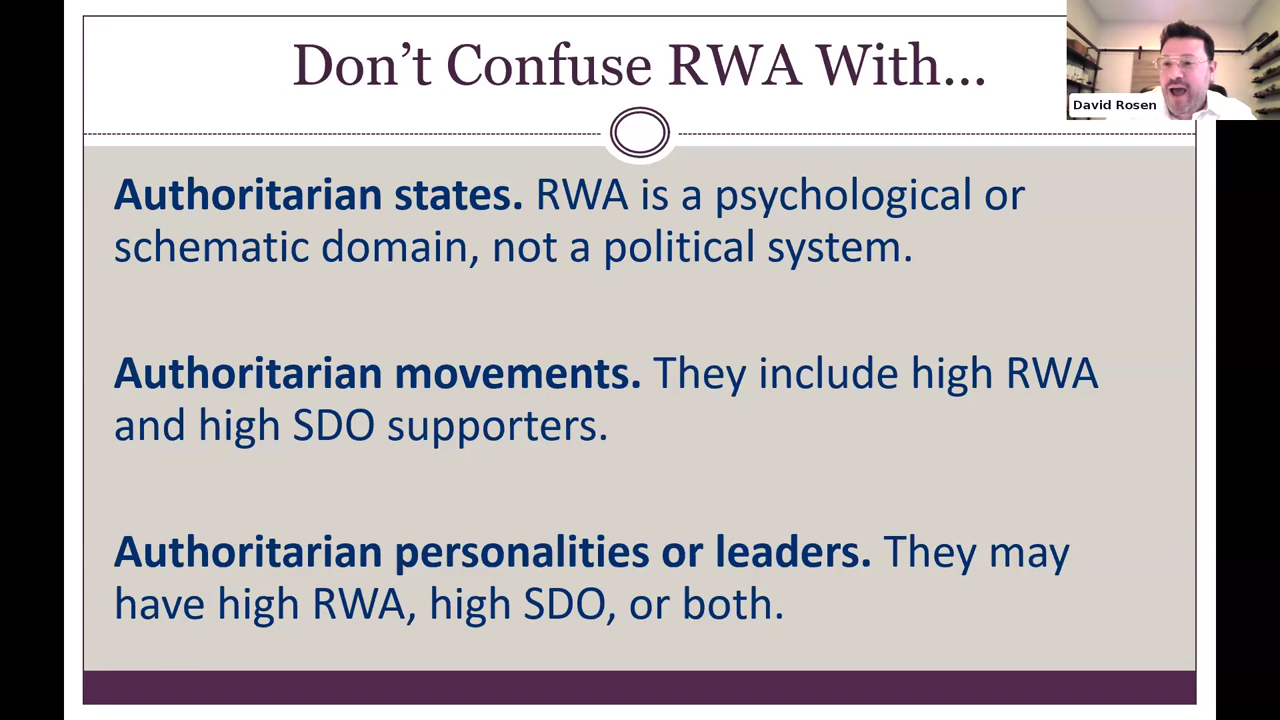 Don’t Confuse RWA With…
David Rosen
Authoritarian states. RWA is a psychological or
schematic domain, not a political system.
Authoritarian movements. They include high RWA
and high SDO supporters.
Authoritarian personalities or leaders. They may
have high RWA, high SDO, or both.